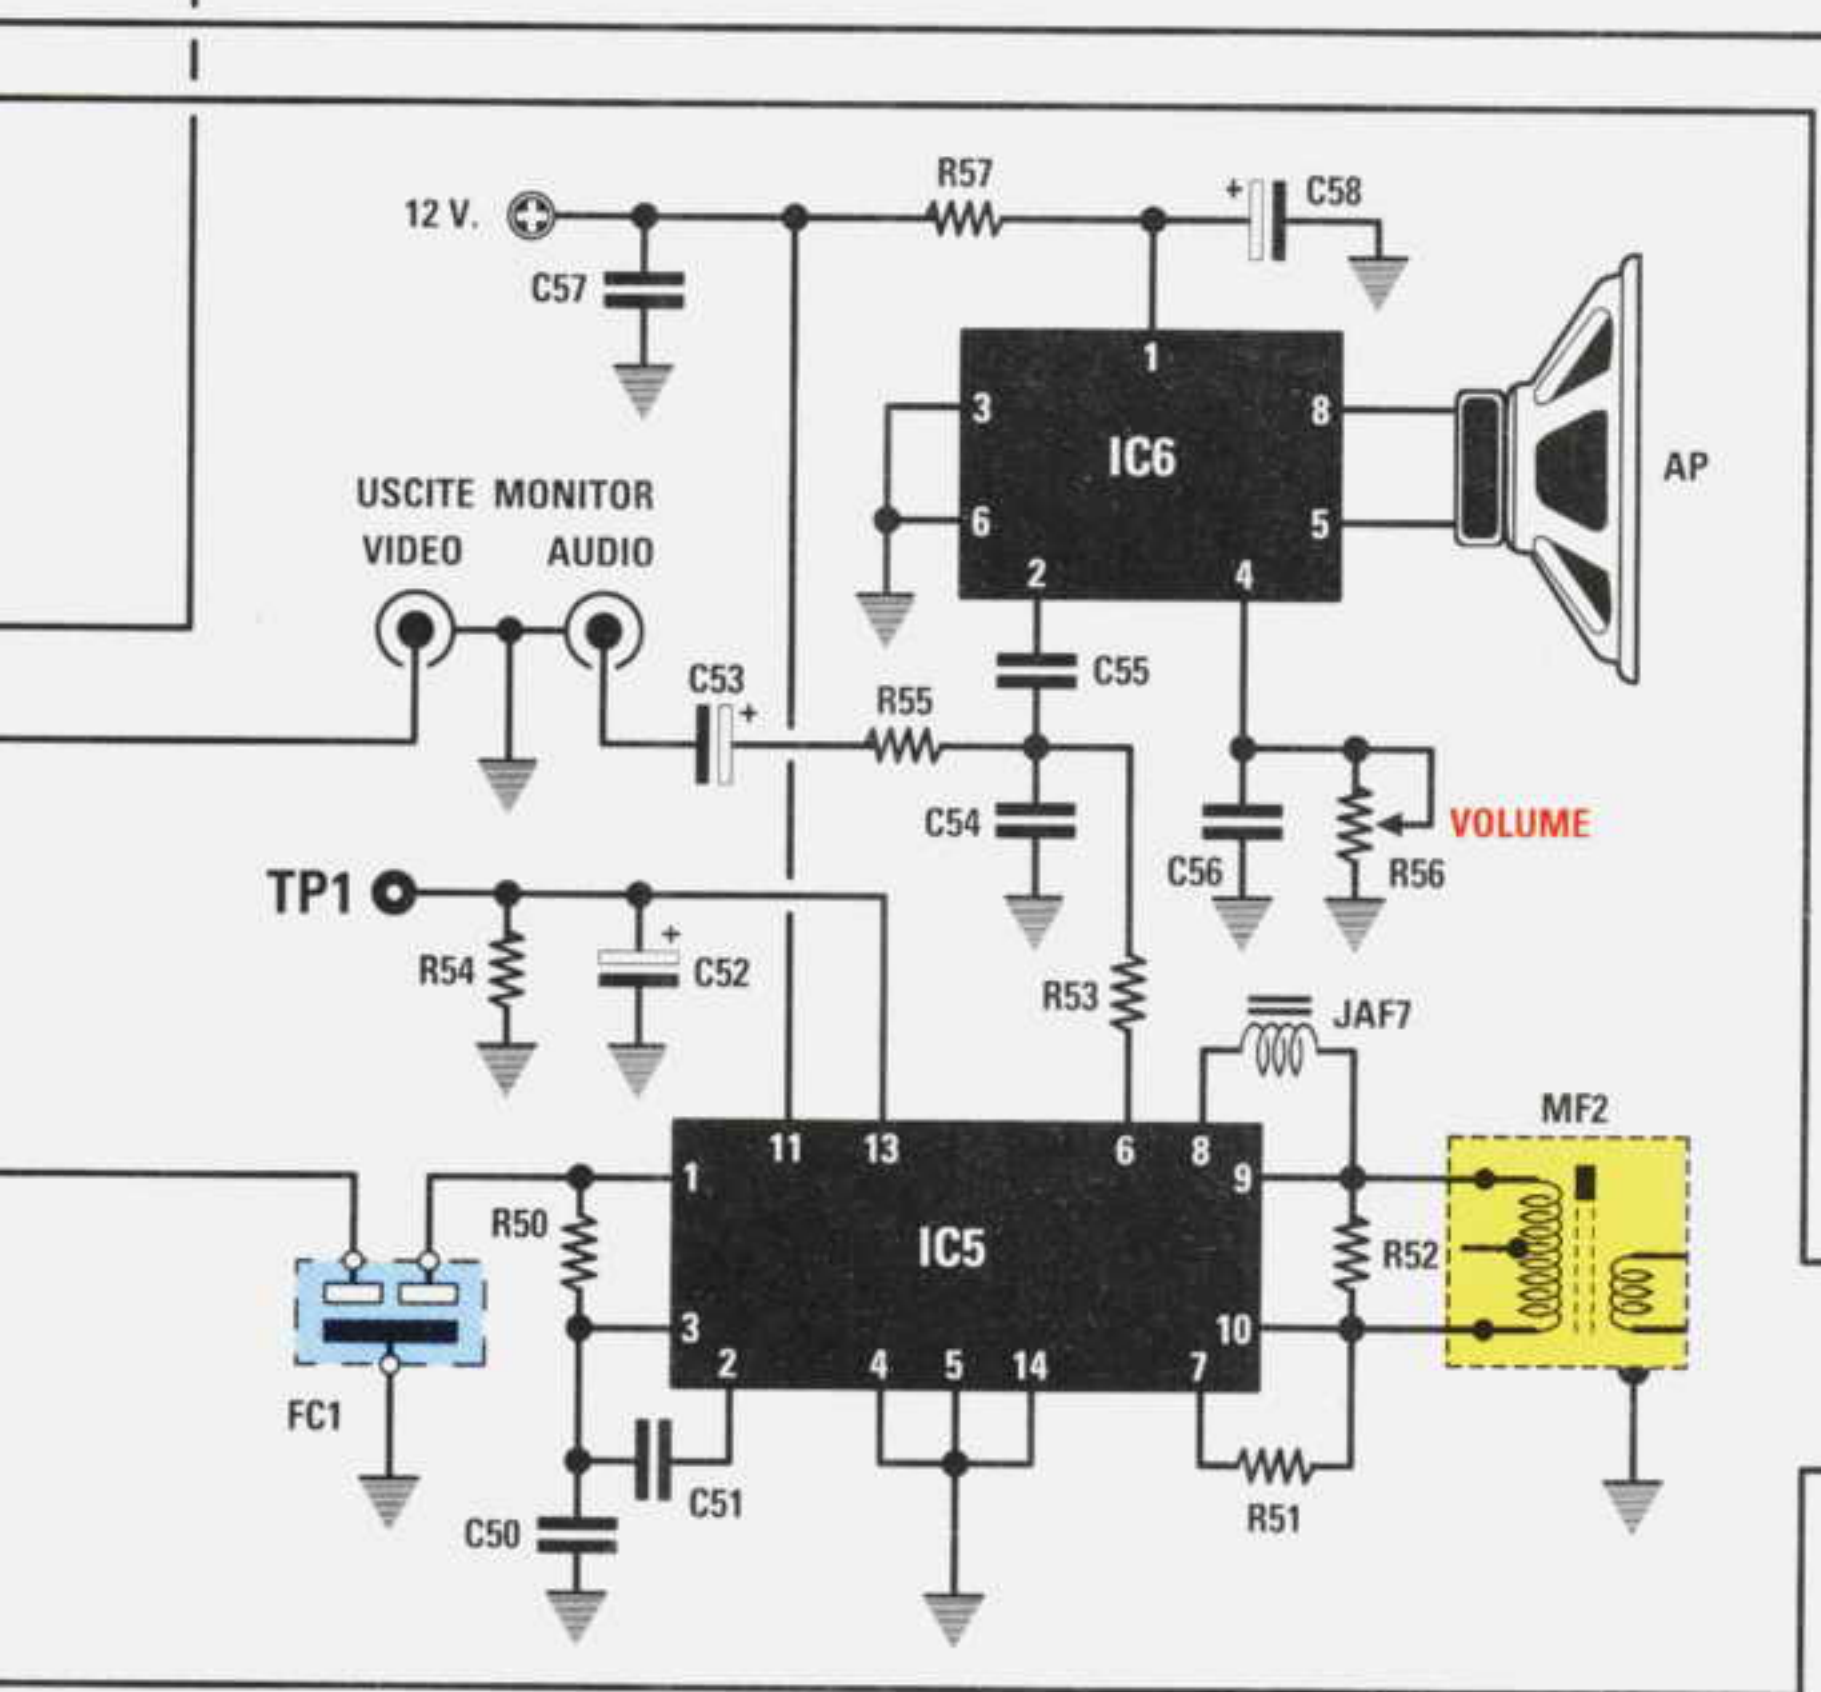 R57
12 V.
+
C58
C57
1
3
8
IC6
AP
6
5
2
4
USCITE MONITOR
VIDEO
AUDIO
C53
+
R55
C55
C54
VOLUME
C56
R56
TP1
+
R54
C52
R53
JAF7
MF2
11
13
6
8
1
9
R50
IC5
R52
3
10
2
4
5
14
7
FC1
C51
C50
R51